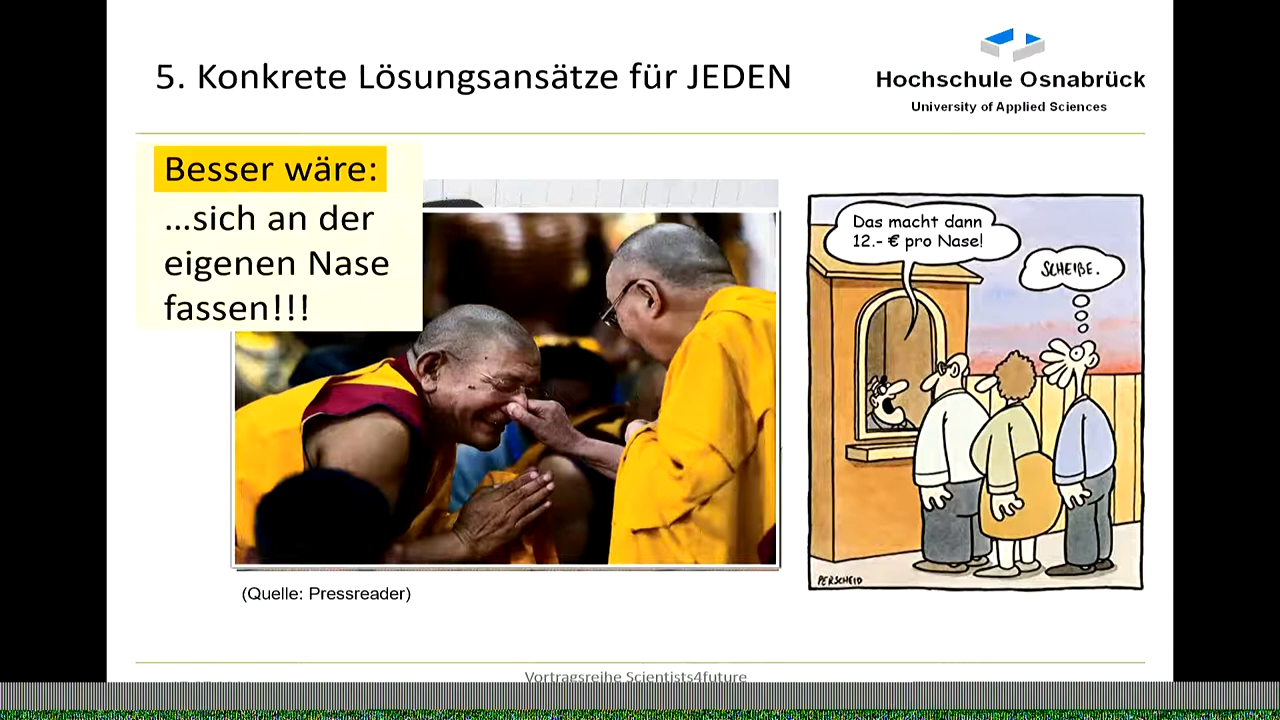 5. Konkrete Lösungsansätze für JEDEN
Hochschule Osnabrück
University of Applied Sciences
Besser wäre:
...sich an der
eigenen Nase
fassen!!!
Das macht dann
12.- € pro Nase!
SCHEIßE.
PERSCHEID
(Quelle: Pressreader)
Vortragsreihe Scientists4future